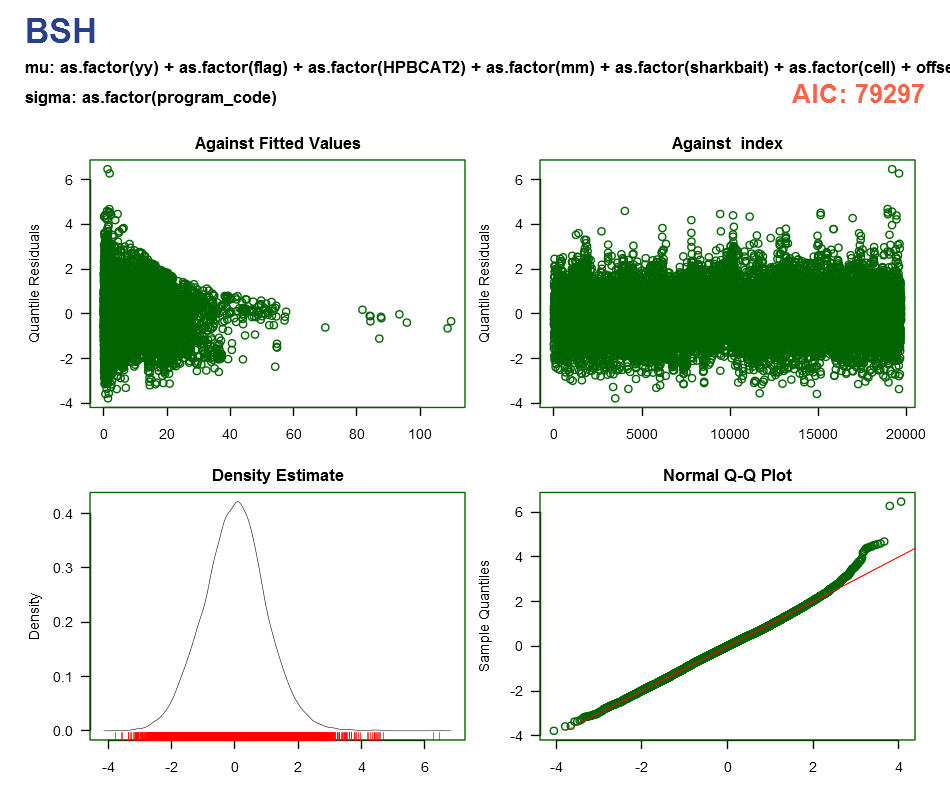 BSH
mu: as.factor(yy) + as.factor(flag) + as.factor(HPBCAT2) + as.factor(mm) + as.factor(sharkbait) + as.factor(cell) + offse
sigma: as.factor(program_code)
AIC: 79297
Against Fitted Values
Quantile Residuals
6
4
2
0
-2
-4
0 20 40 60 80 100
Against index
Quantile Residuals
6
4
2
0
-2
-4
0 5000 10000 15000 20000
Density Estimate
Density
0.4
0.3
0.2
0.1
0.0
-4 -2 0 2 4 6
Normal Q-Q Plot
Sample Quantiles
6
4
2
0
-2
-4
-4 -2 0 2 4